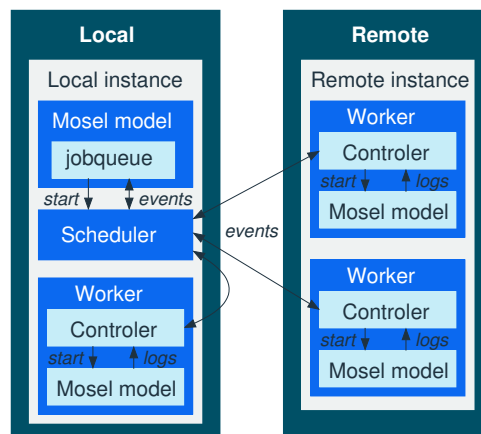 Local
Local instance
Mosel model
jobqueue
start
events
Scheduler
Worker
Controler
start
logs
Mosel model
events
Remote
Remote instance
Worker
Controler
start
logs
Mosel model
Worker
Controler
start
logs
Mosel model